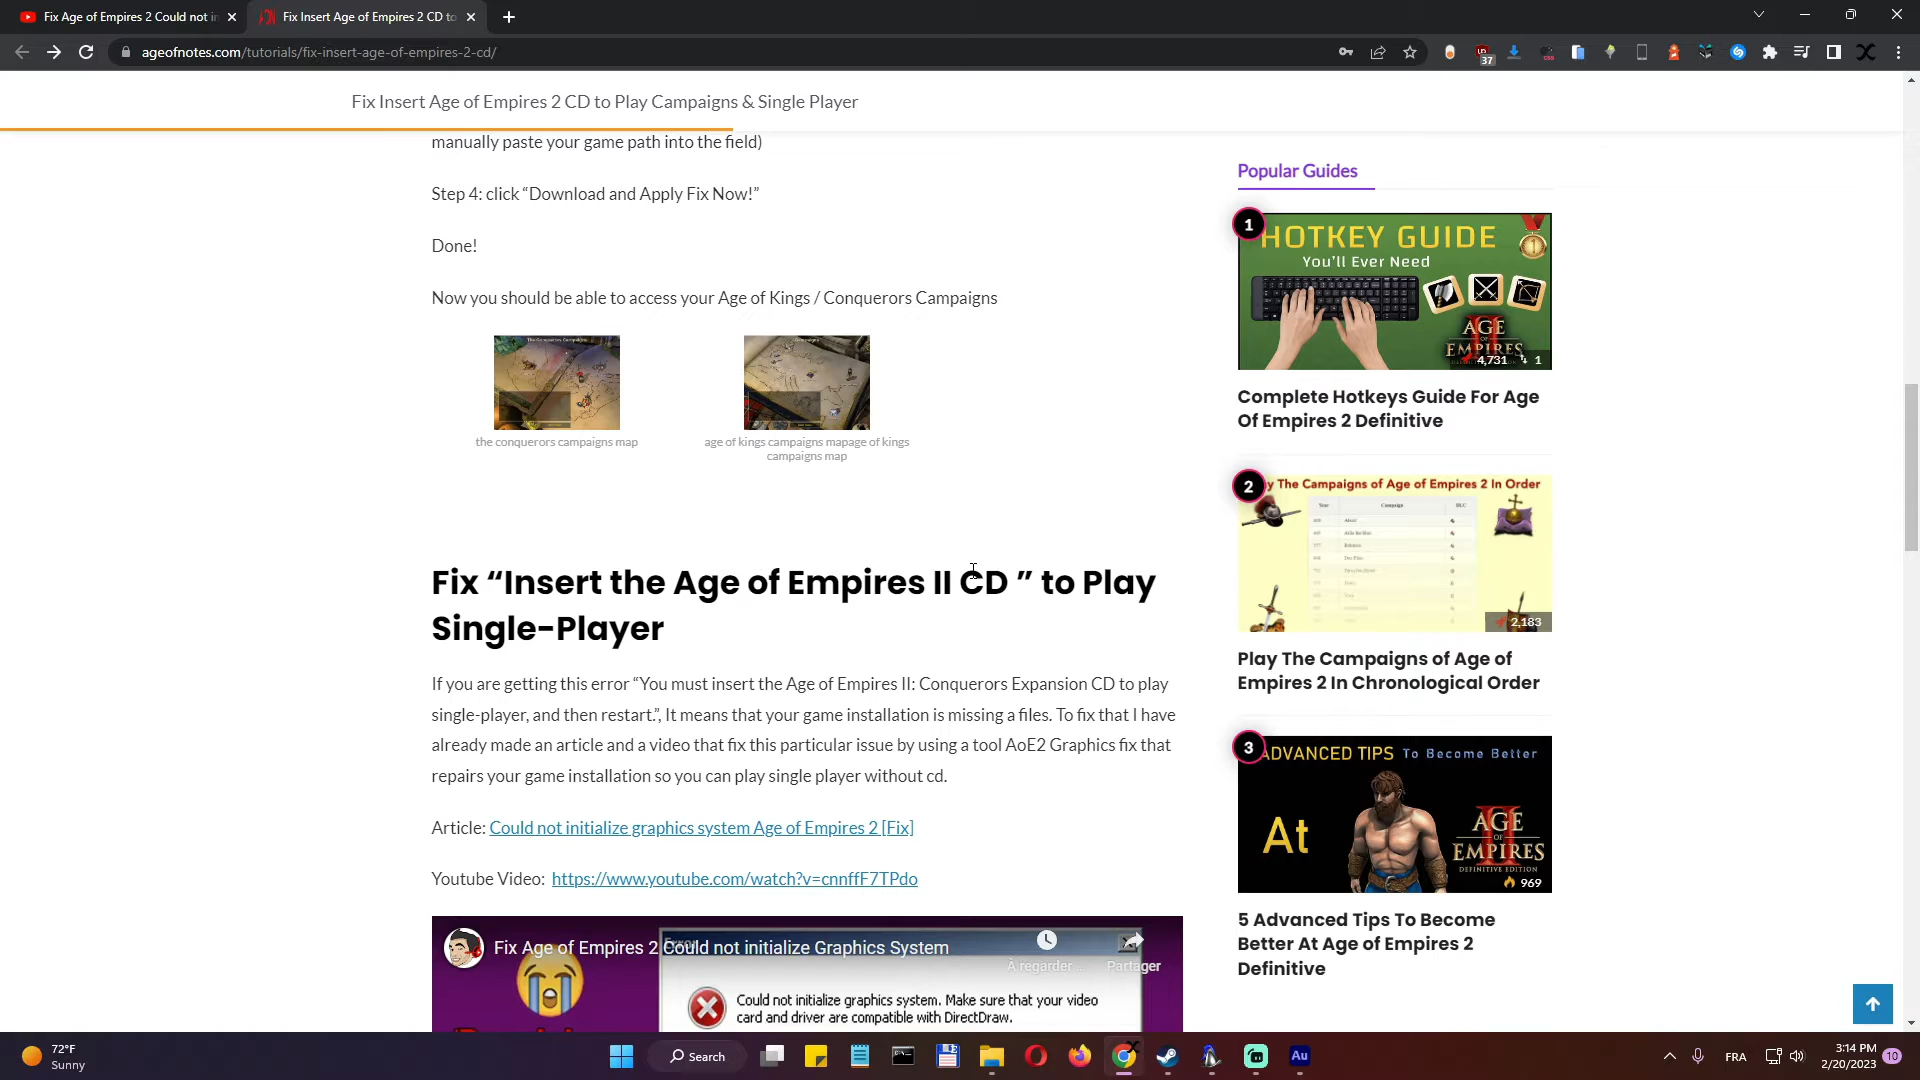 Fix Age of Empires 2 Could not in
Fix Insert Age of Empires 2 CD to
ageofnotes.com/tutorials/fix-insert-age-of-empires-2-cd/
37
Fix Insert Age of Empires 2 CD to Play Campaigns & Single Player
manually paste your game path into the field)
Step 4: click “Download and Apply Fix Now!”
Done!
Now you should be able to access your Age of Kings / Conquerors Campaigns
the conquerors campaigns map
age of kings campaigns mapage of kings
campaigns map
Fix “Insert the Age of Empires II CD ” to Play
Single-Player
If you are getting this error “You must insert the Age of Empires II: Conquerors Expansion CD to play
single-player, and then restart.”, It means that your game installation is missing a files. To fix that I have
already made an article and a video that fix this particular issue by using a tool AoE2 Graphics fix that
repairs your game installation so you can play single player without cd.
Article: Could not initialize graphics system Age of Empires 2 [Fix]
Youtube Video: https://www.youtube.com/watch?v=cnnffF7TPdo
Fix Age of Empires 2 Could not initialize Graphics System
À regarder ...
Partager
Could not initialize graphics system. Make sure that your video
card and driver are compatible with DirectDraw.
Popular Guides
1
HOTKEY GUIDE
You'll Ever Need
AGE
OF
EMPIRES
4,731
1
Complete Hotkeys Guide For Age
Of Empires 2 Definitive
2
y The Campaigns of Age of Empires 2 In Order
Year Campaign DLC
2,183
Play The Campaigns of Age of
Empires 2 In Chronological Order
3
ADVANCED TIPS To Become Better
At
AGE
OF
EMPIRES
DEFINITIVE EDITION
969
5 Advanced Tips To Become
Better At Age of Empires 2
Definitive
72°F
Sunny
Search
Au
FRA
3:14 PM
2/20/2023
10